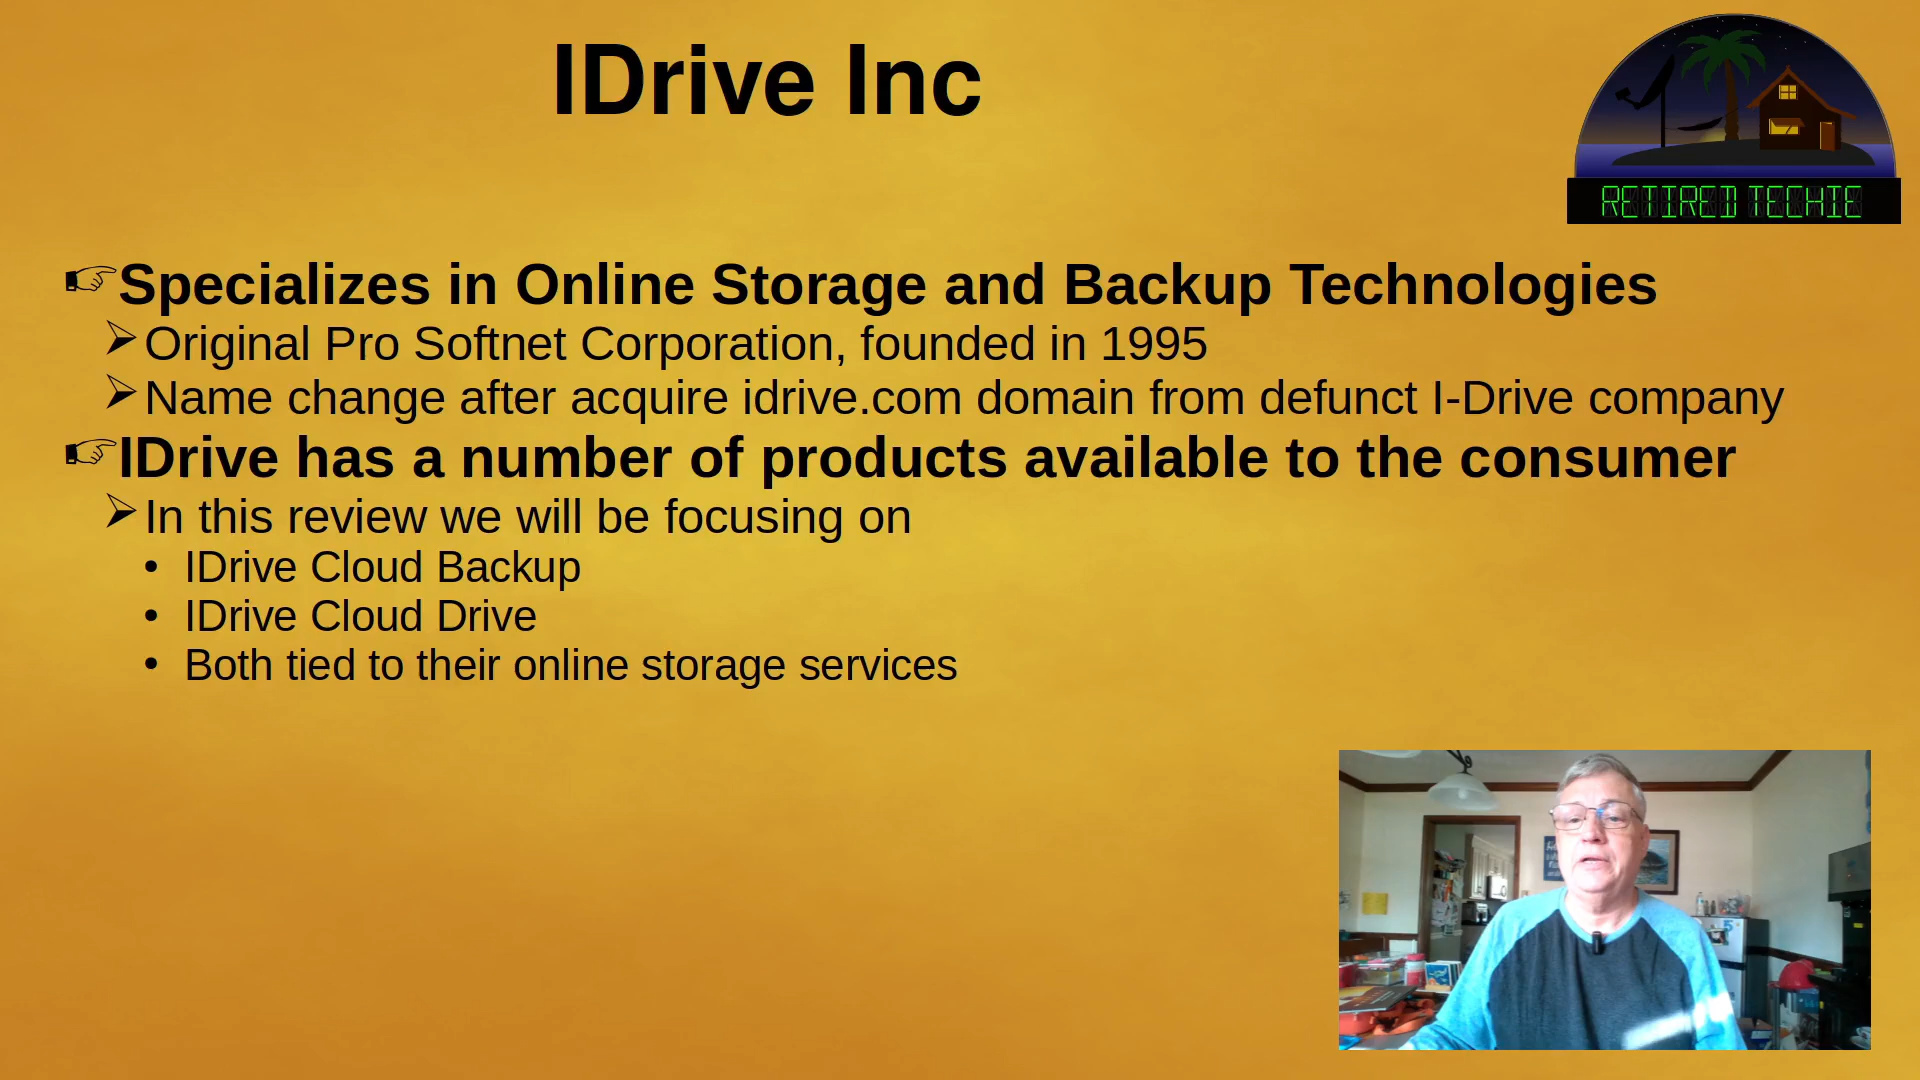 IDrive Inc
RETIRED TECHIE
Specializes in Online Storage and Backup Technologies
Original Pro Softnet Corporation, founded in 1995
Name change after acquire idrive.com domain from defunct I-Drive company
IDrive has a number of products available to the consumer
In this review we will be focusing on
IDrive Cloud Backup
IDrive Cloud Drive
Both tied to their online storage services